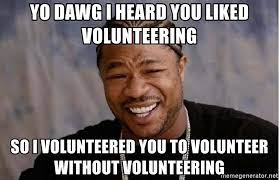 YO DAWG I HEARD YOU LIKED
VOLUNTEERING
SO I VOLUNTEERED YOU TO VOLUNTEER
WITHOUT VOLUNTEERING
memegenerator.net